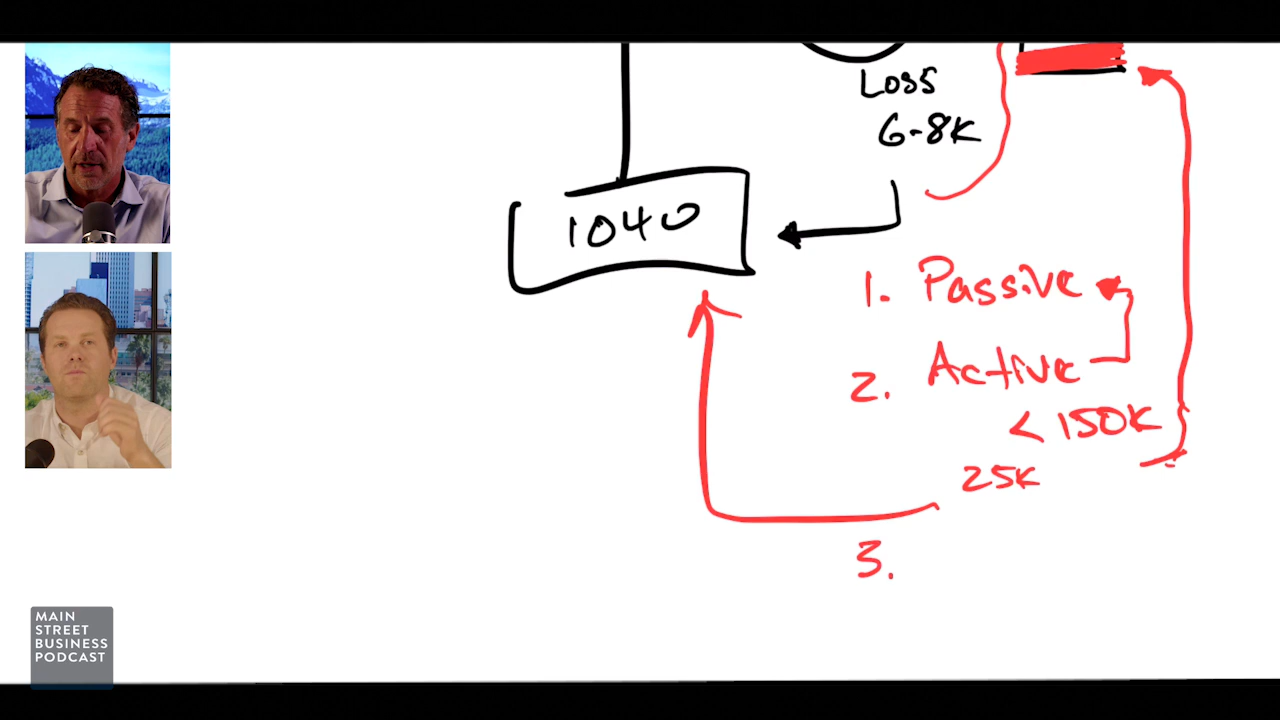 Loss
6-8K
1040
1. Passive
2. Active
< 150K
25K
3.
MAIN
STREET
BUSINESS
PODCAST